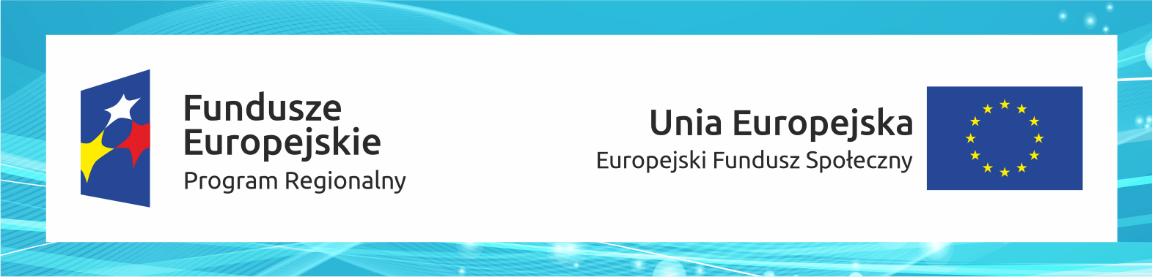 Fundusze
Europejskie
Program Regionalny
Unia Europejska
Europejski Fundusz Społeczny